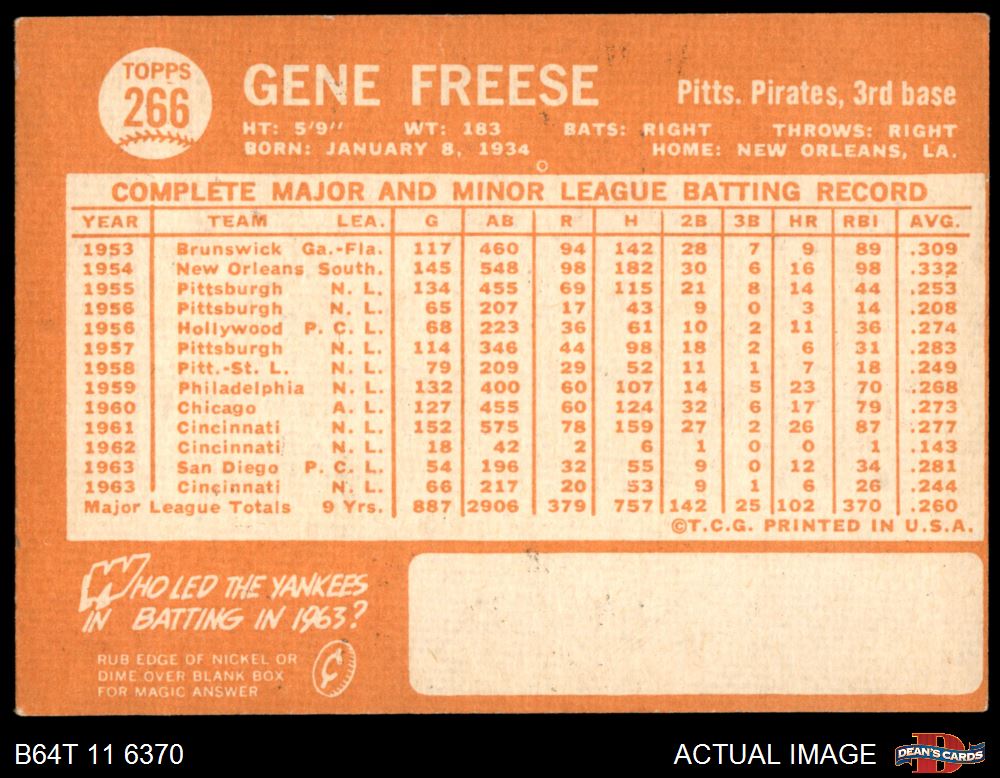 TOPPS
266
GENE FREESE
Pitts. Pirates, 3rd base
HT: 5'9" WT: 183 BATS: RIGHT THROWS: RIGHT
BORN: JANUARY 8, 1934 HOME: NEW ORLEANS, LA.
COMPLETE MAJOR AND MINOR LEAGUE BATTING RECORD
YEAR TEAM LEA. G AB R H 2B 3B HR RBI AVG.
1953 Brunswick Ga.-Fla. 117 460 94 142 28 7 9 89 .309
1954 New Orleans South. 145 548 98 182 30 6 16 98 .332
1955 Pittsburgh N. L. 134 455 69 115 21 8 14 44 .253
1956 Pittsburgh N. L. 65 207 17 43 9 0 3 14 .208
1956 Hollywood P. C. L. 68 223 36 61 10 2 11 36 .274
1957 Pittsburgh N. L. 114 346 44 98 18 2 6 31 .283
1958 Pitt.-St. L. N. L. 79 209 29 52 11 1 7 18 .249
1959 Philadelphia N. L. 132 400 60 107 14 5 23 70 .268
1960 Chicago A. L. 127 455 60 124 32 6 17 79 .273
1961 Cincinnati N. L. 152 575 78 159 27 2 26 87 .277
1962 Cincinnati N. L. 18 42 2 6 1 0 0 1 .143
1963 San Diego P. C. L. 54 196 32 55 9 0 12 34 .281
1963 Cincinnati N. L. 66 217 20 53 9 1 6 26 .244
Major League Totals 9 Yrs. 887 2906 379 757 142 25 102 370 .260
©T.C.G. PRINTED IN U.S.A.
WHO LED THE YANKEES
IN BATTING IN 1963?
RUB EDGE OF NICKEL OR
DIME OVER BLANK BOX
FOR MAGIC ANSWER
¢
B64T 11 6370
ACTUAL IMAGE
DEAN'S CARDS